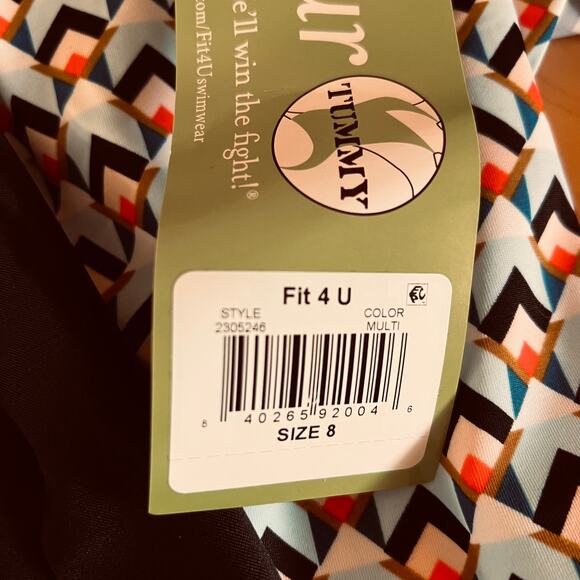 ur
e'll win the fight!®
com/Fit4Uswimwear
TUMMY
Fit 4 U
STYLE
2305246
COLOR
MULTI
8 40265 92004 6
SIZE 8